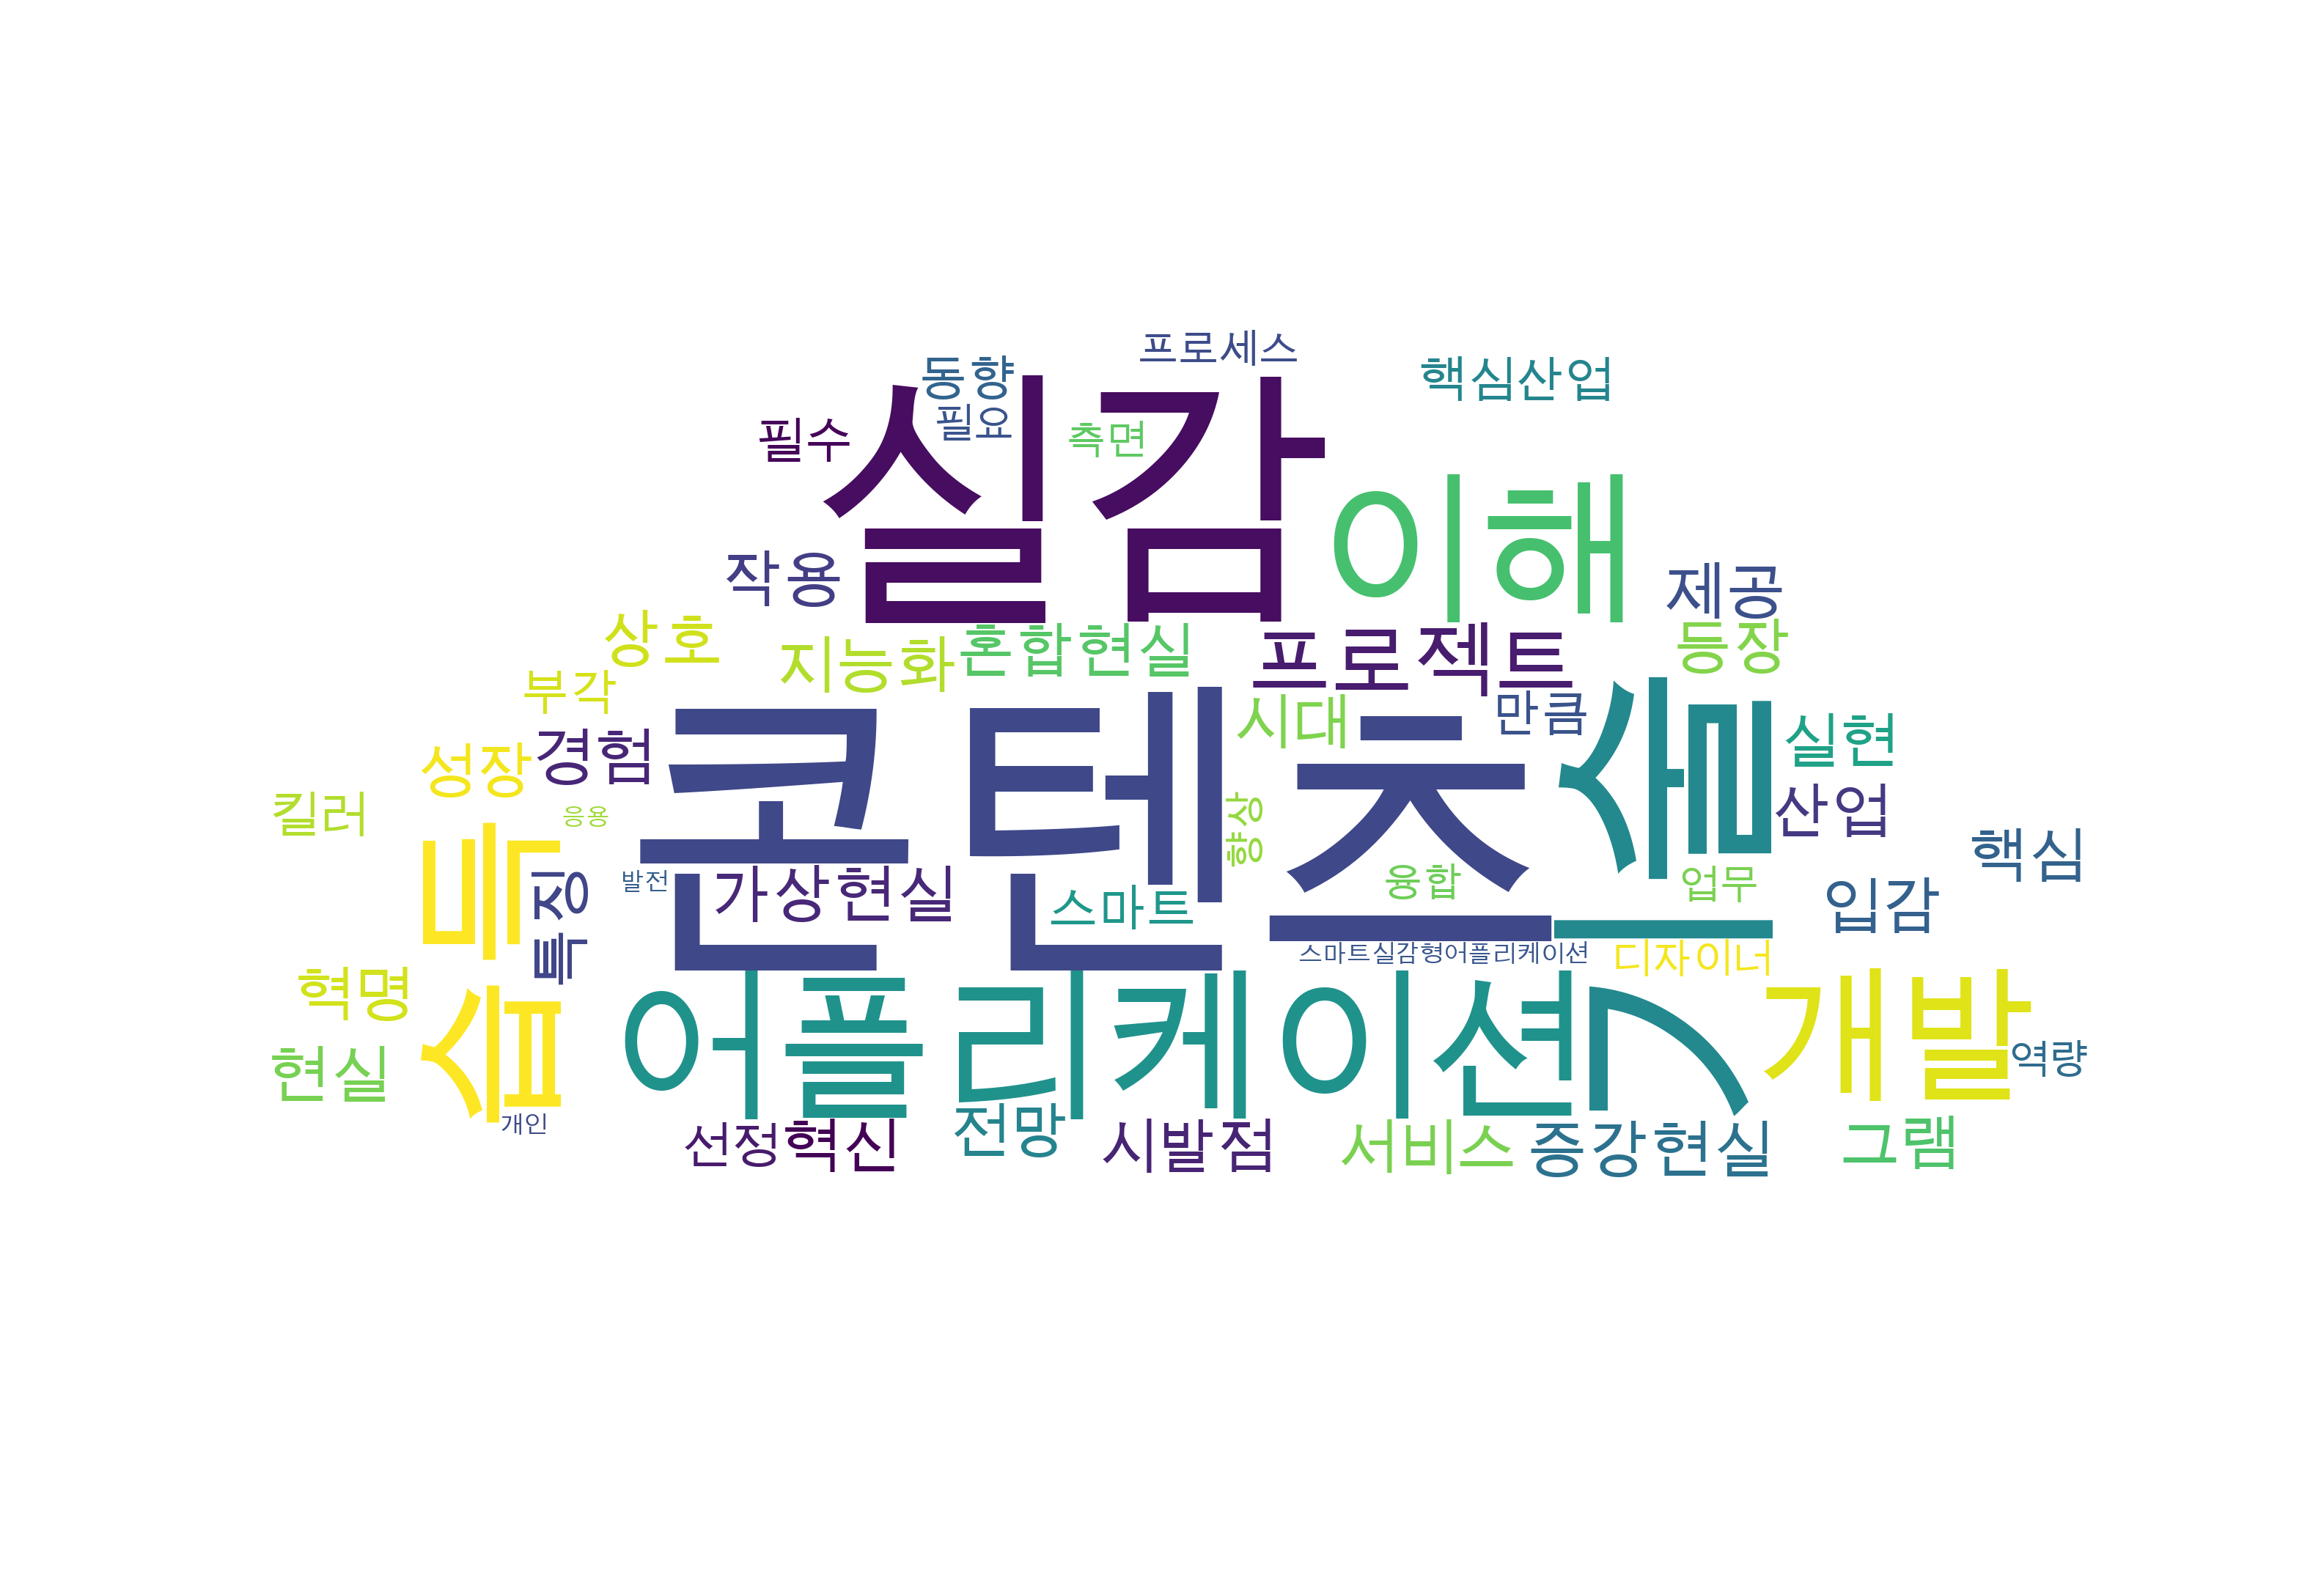 프로세스
동향
핵심산업
필요
필수
측면
실감
이해
작용
제공
상호
지능화
혼합현실
프로젝트
등장
부각
시대
만큼
콘텐츠
기술
실현
성장
경험
킬러
응용
향상
산업
핵심
습득
특징
발전
가상현실
스마트
융합
업무
입감
스마트실감형어플리케이션
디자이너
혁명
어플리케이션
개발
역량
현실
개인
선정
혁신
전망
시발점
서비스
증강현실
그램